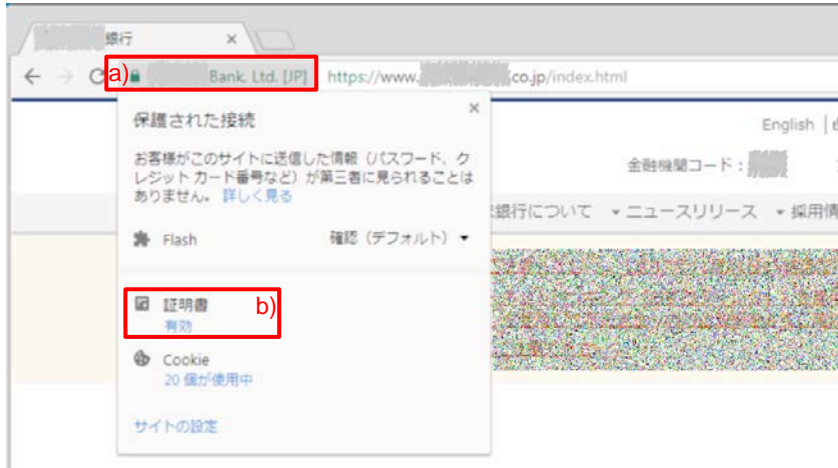 銀行 ×
a) Bank, Ltd. [JP] https://www. co.jp/index.html
保護された接続 ×
English
お客様がこのサイトに送信した情報（パスワード、ク
レジット カード番号など）が第三者に見られることは
ありません。 詳しく見る
金融機関コード：
銀行について ▾ ニュースリリース ▾ 採用情
Flash 確認（デフォルト） ▾
証明書 b)
有効
Cookie
20 個が使用中
サイトの設定